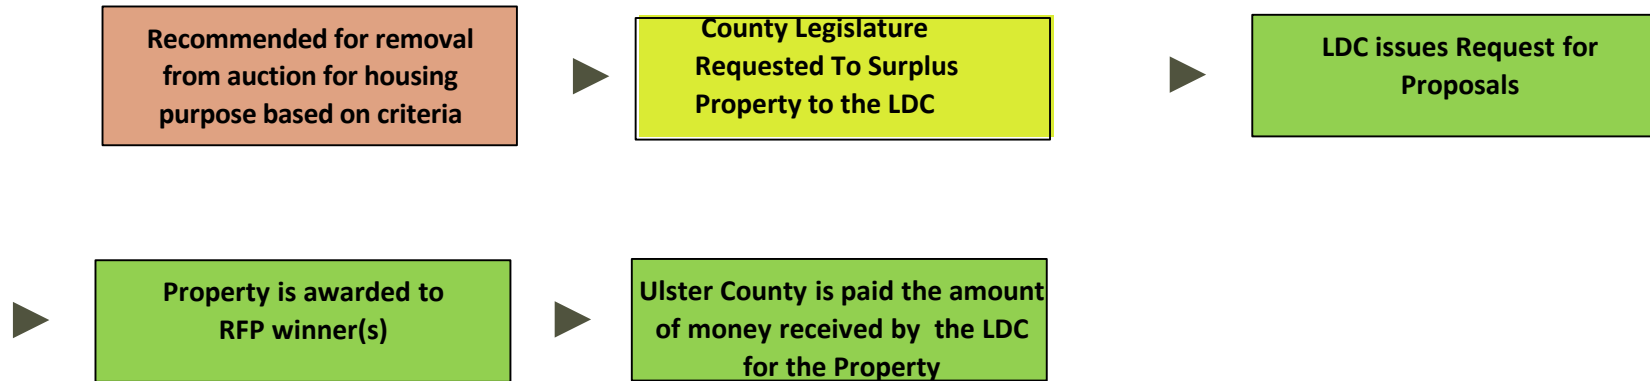 Recommended for removal
from auction for housing
purpose based on criteria
County Legislature
Requested To Surplus
Property to the LDC
LDC issues Request for
Proposals
Property is awarded to
RFP winner(s)
Ulster County is paid the amount
of money received by the LDC
for the Property